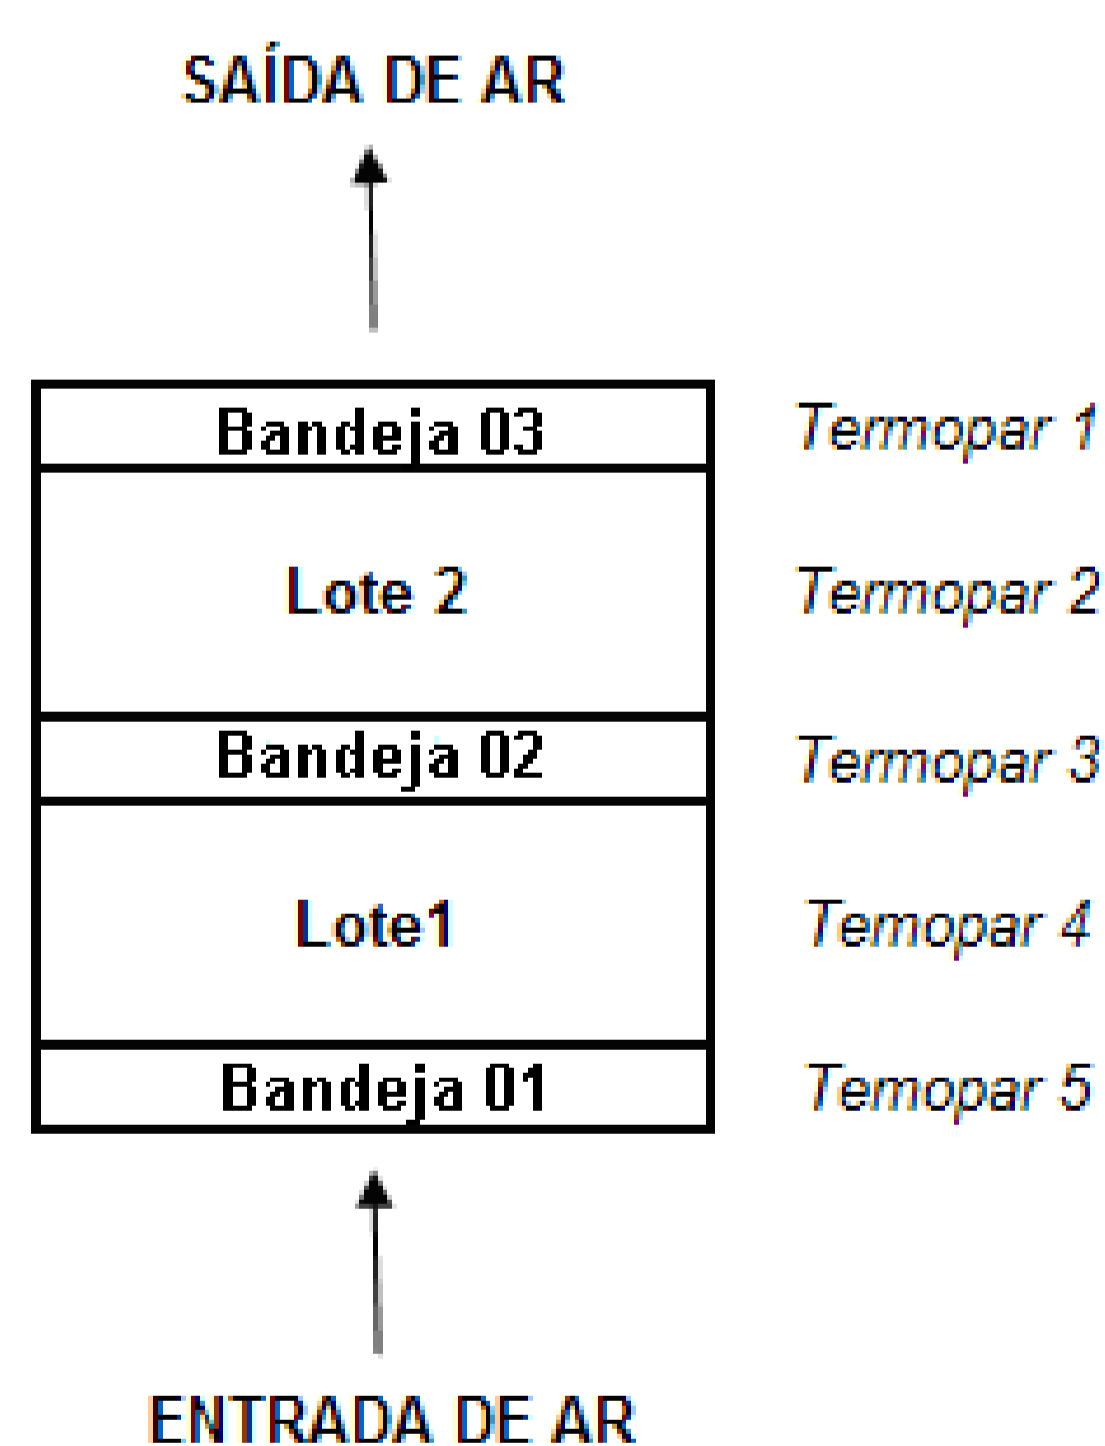 SAÍDA DE AR
Bandeja 03 Termopar 1
Lote 2 Termopar 2
Bandeja 02 Termopar 3
Lote1 Temopar 4
Bandeja 01 Temopar 5
ENTRADA DE AR